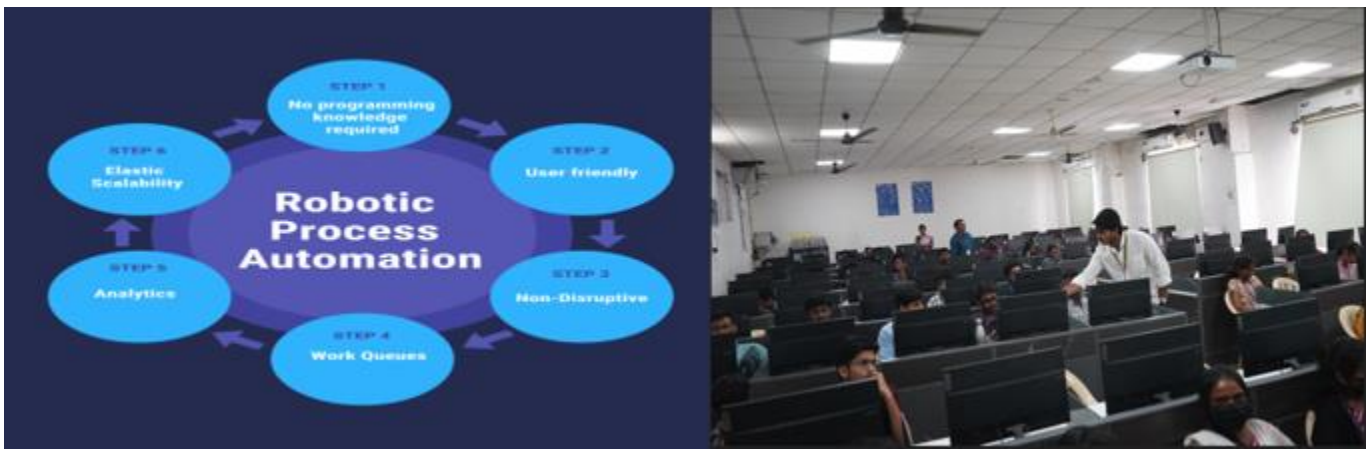 STEP 1
No programming
knowledge
required
STEP 2
User friendly
STEP 3
Non-Disruptive
STEP 4
Work Queues
STEP 5
Analytics
STEP 6
Elastic
Scalability
Robotic
Process
Automation